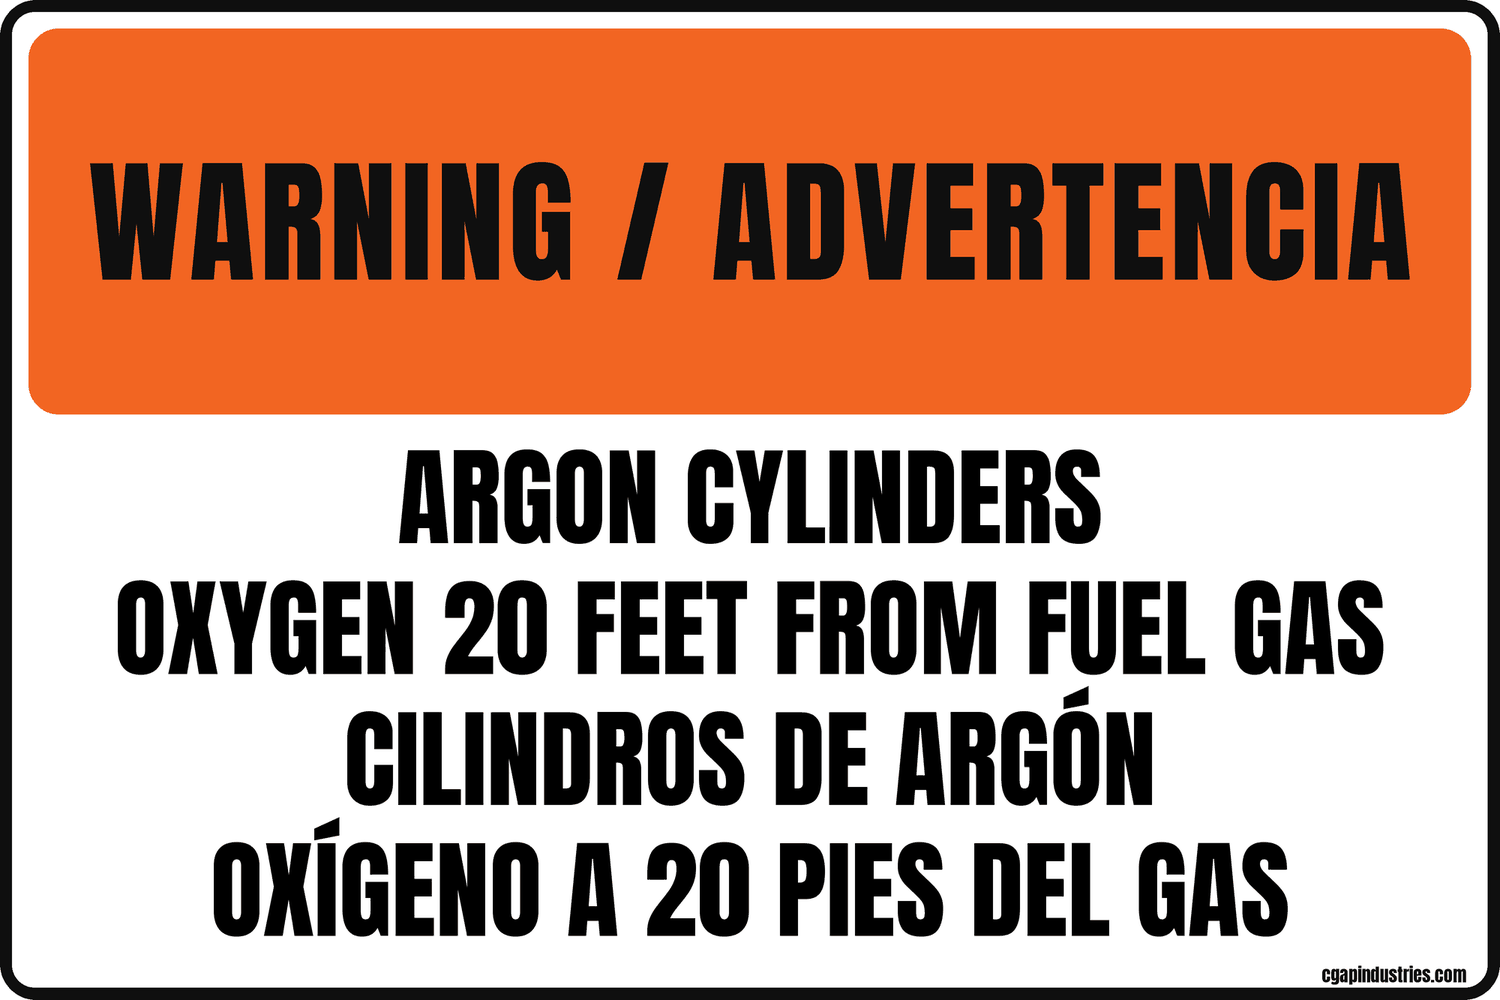 WARNING / ADVERTENCIA
ARGON CYLINDERS
OXYGEN 20 FEET FROM FUEL GAS
CILINDROS DE ARGÓN
OXÍGENO A 20 PIES DEL GAS
cgapindustries.com